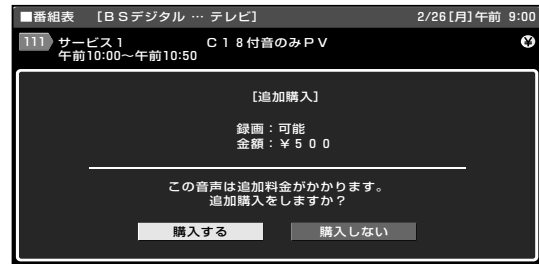 ■番組表 [BSデジタル … テレビ] 2/26[月]午前 9:00
111 サービス1 C18付音のみPV ¥
午前10:00〜午前10:50
[追加購入]
録画：可能
金額：¥500
この音声は追加料金がかかります。
追加購入をしますか？
購入する 購入しない